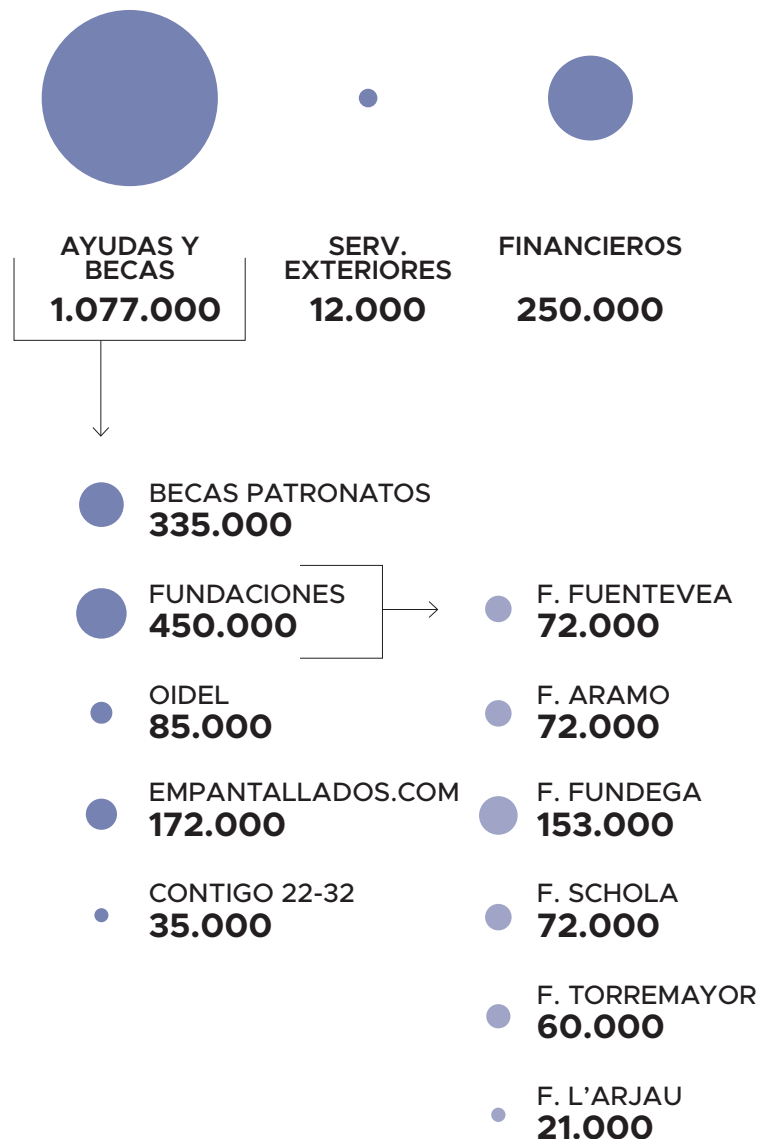 AYUDAS Y
BECAS
1.077.000
SERV.
EXTERIORES
12.000
FINANCIEROS
250.000
BECAS PATRONATOS
335.000
FUNDACIONES
450.000
OIDEL
85.000
EMPANTALLADOS.COM
172.000
CONTIGO 22-32
35.000
F. FUENTEVEA
72.000
F. ARAMO
72.000
F. FUNDEGA
153.000
F. SCHOLA
72.000
F. TORREMAYOR
60.000
F. L’ARJAU
21.000